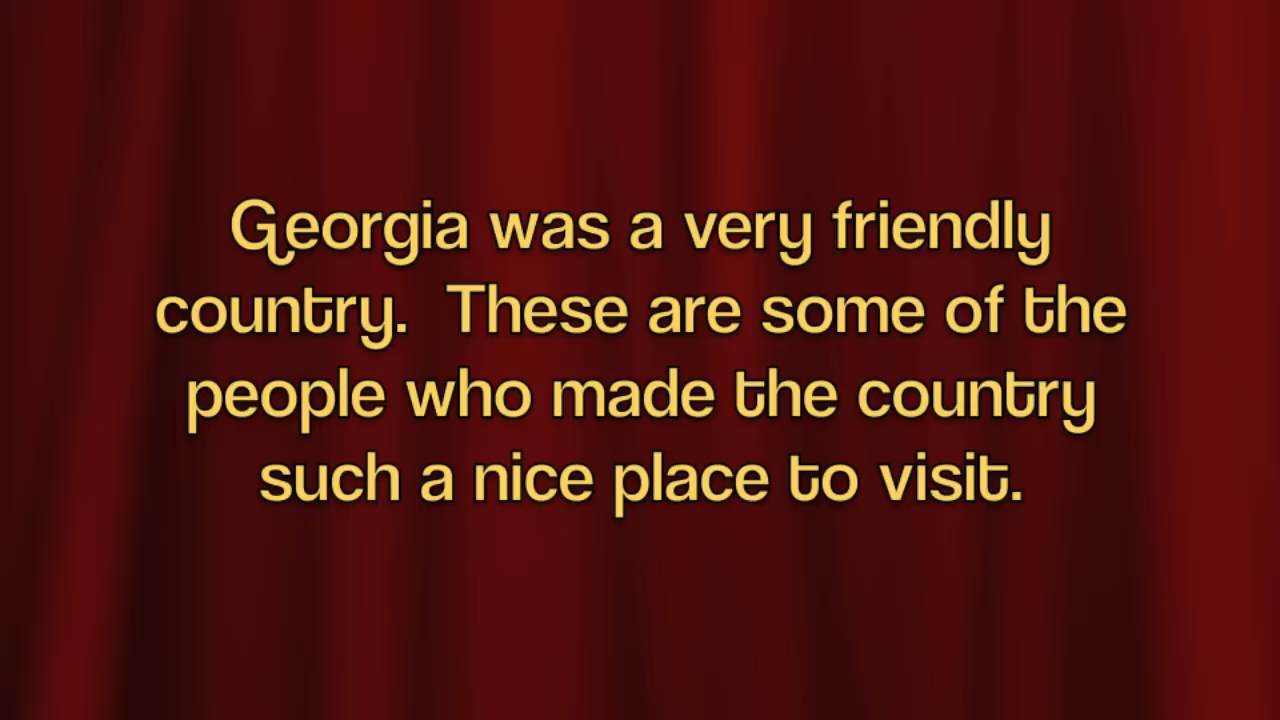 Georgia was a very friendly
country.  These are some of the
people who made the country
such a nice place to visit.